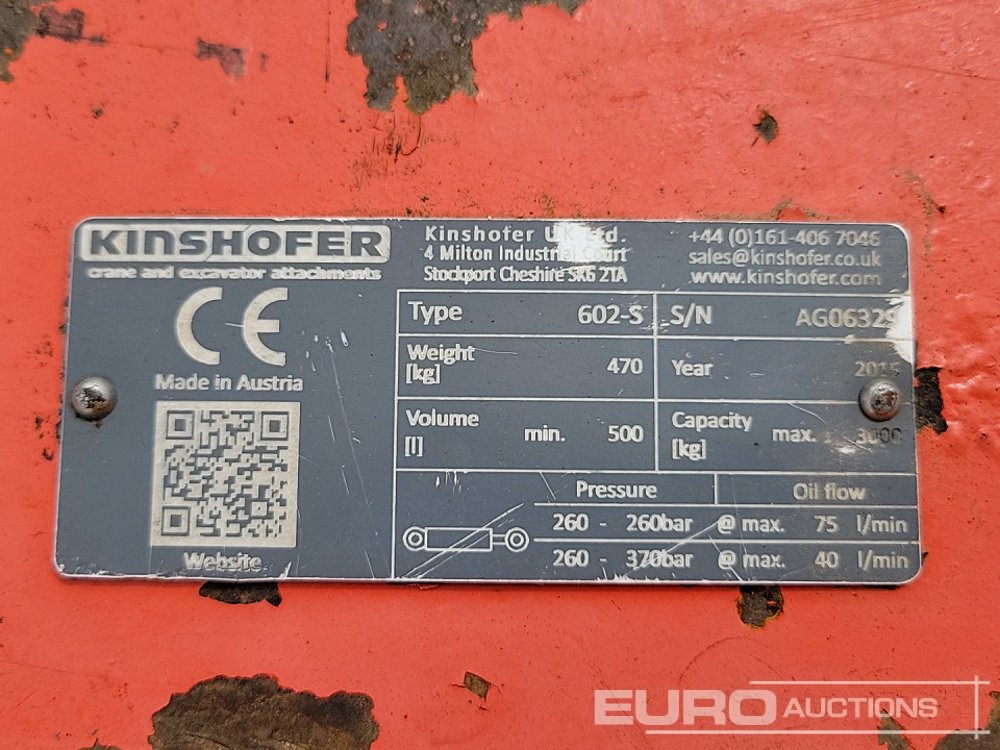 KINSHOFER
crane and excavator attachments
Kinshofer UK Ltd.
4 Milton Industrial Court
Stockport Cheshire SK6 2TA
+44 (0)161-406 7046
sales@kinshofer.co.uk
www.kinshofer.com
CE
Made in Austria
Website
Type 602-S
S/N AG06329
Weight [kg] 470
Year 2015
Volume [l] min. 500
Capacity [kg] max. 3000
Pressure Oil flow
260 - 260bar @ max. 75 l/min
260 - 370bar @ max. 40 l/min
EURO AUCTIONS